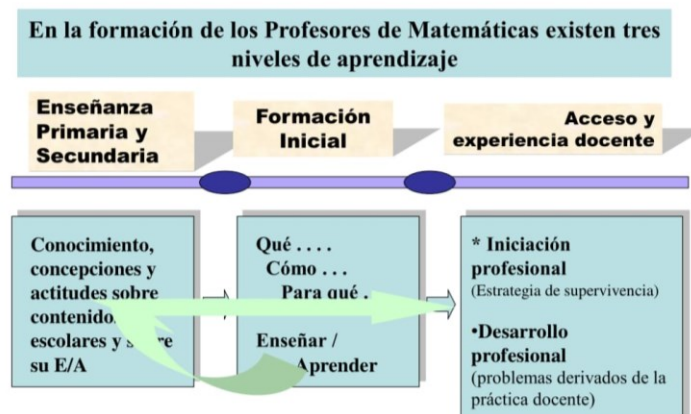 En la formación de los Profesores de Matemáticas existen tres
niveles de aprendizaje
Enseñanza
Primaria y
Secundaria
Formación
Inicial
Acceso y
experiencia docente
Conocimiento,
concepciones y
actitudes sobre
contenido
escolares y
su E/A
Qué . . . .
Cómo . . .
Para qué .
Enseñar /
Aprender
* Iniciación
profesional
(Estrategia de supervivencia)
•Desarrollo
profesional
(problemas derivados de la
práctica docente)